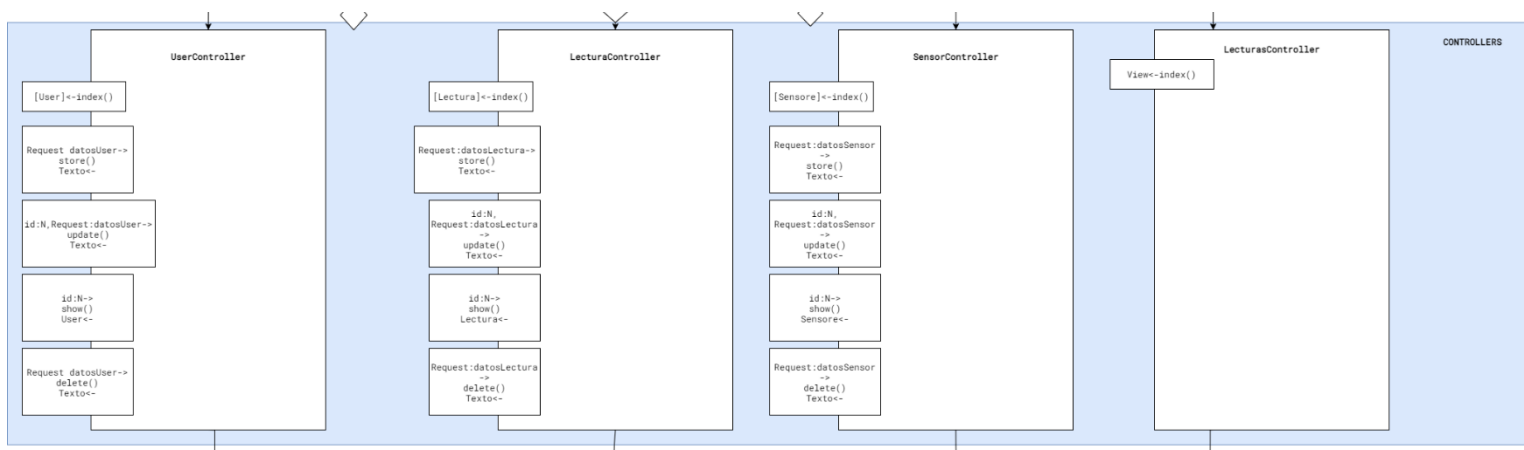 CONTROLLERS
UserController
[User]<-index()
Request datosUser->
store()
Texto<-
id:N,Request:datosUser->
update()
Texto<-
id:N->
show()
User<-
Request datosUser->
delete()
Texto<-
LecturaController
[Lectura]<-index()
Request:datosLectura->
store()
Texto<-
id:N,
Request:datosLectura
->
update()
Texto<-
id:N->
show()
Lectura<-
Request:datosLectura
->
delete()
Texto<-
SensorController
[Sensore]<-index()
Request:datosSensor
->
store()
Texto<-
id:N,
Request:datosSensor
->
update()
Texto<-
id:N->
show()
Sensore<-
Request:datosSensor
->
delete()
Texto<-
LecturasController
View<-index()